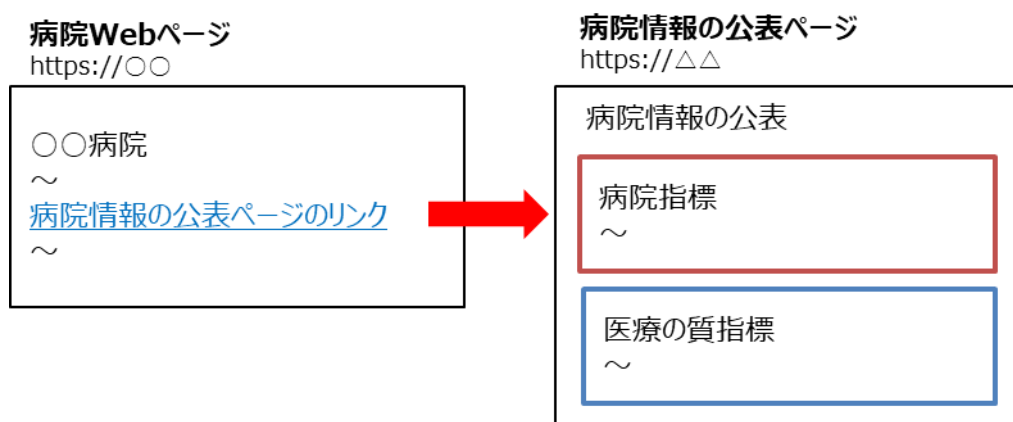 病院Webページ
https://○○
○○病院
～
病院情報の公表ページのリンク
～
病院情報の公表ページ
https://△△
病院情報の公表
病院指標
～
医療の質指標
～